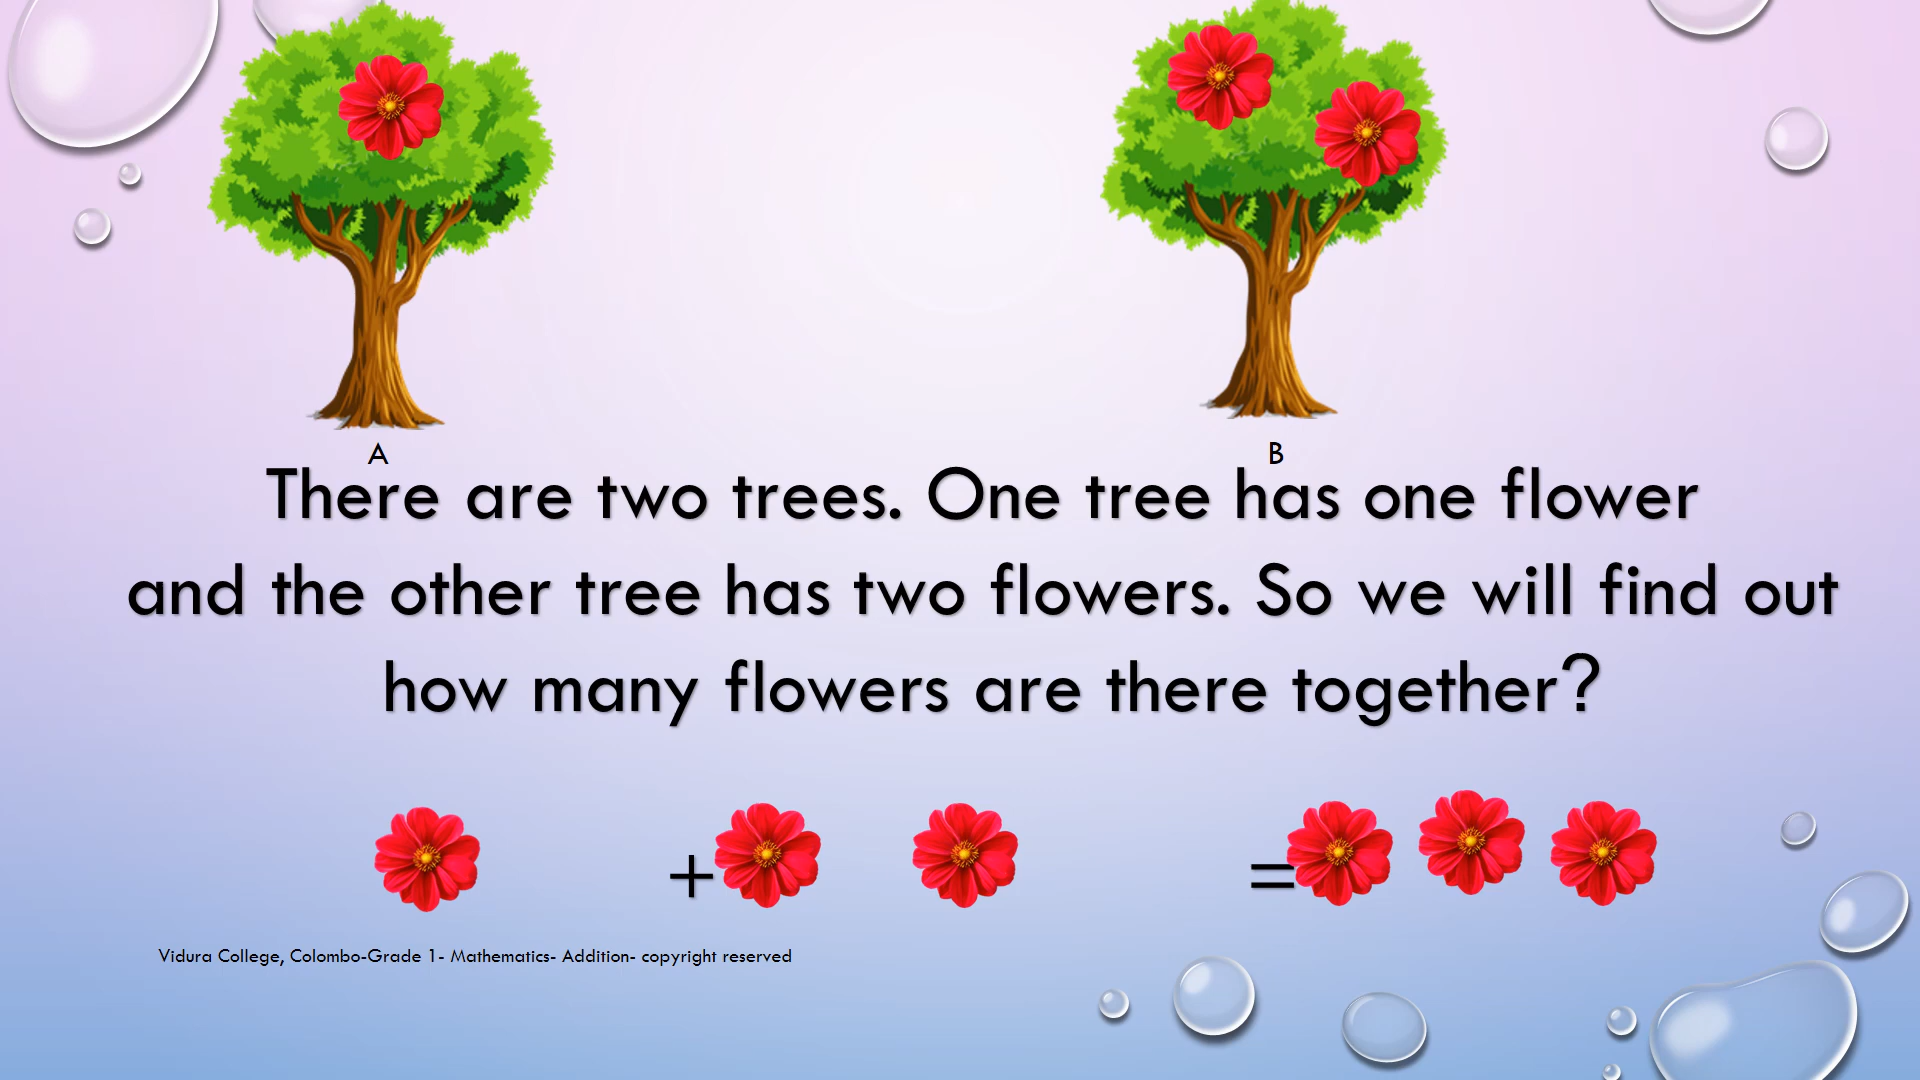 A
B
There are two trees. One tree has one flower
and the other tree has two flowers. So we will find out
how many flowers are there together?
+
=
Vidura College, Colombo-Grade 1- Mathematics- Addition- copyright reserved